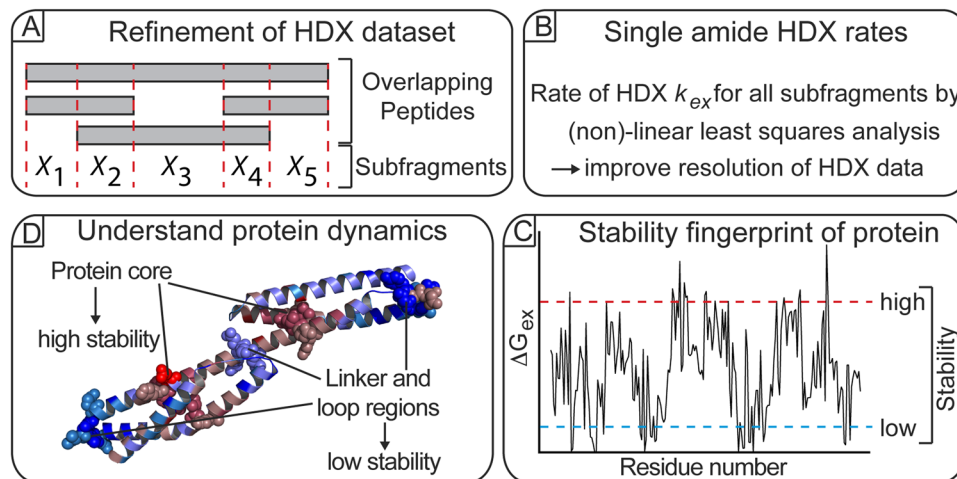 A
Refinement of HDX dataset
Overlapping
Peptides
X1 X2 X3 X4 X5
Subfragments
B
Single amide HDX rates
Rate of HDX kex for all subfragments by
(non)-linear least squares analysis
→ improve resolution of HDX data
D
Understand protein dynamics
Protein core
high stability
Linker and
loop regions
low stability
C
Stability fingerprint of protein
ΔGex
high
low
Stability
Residue number